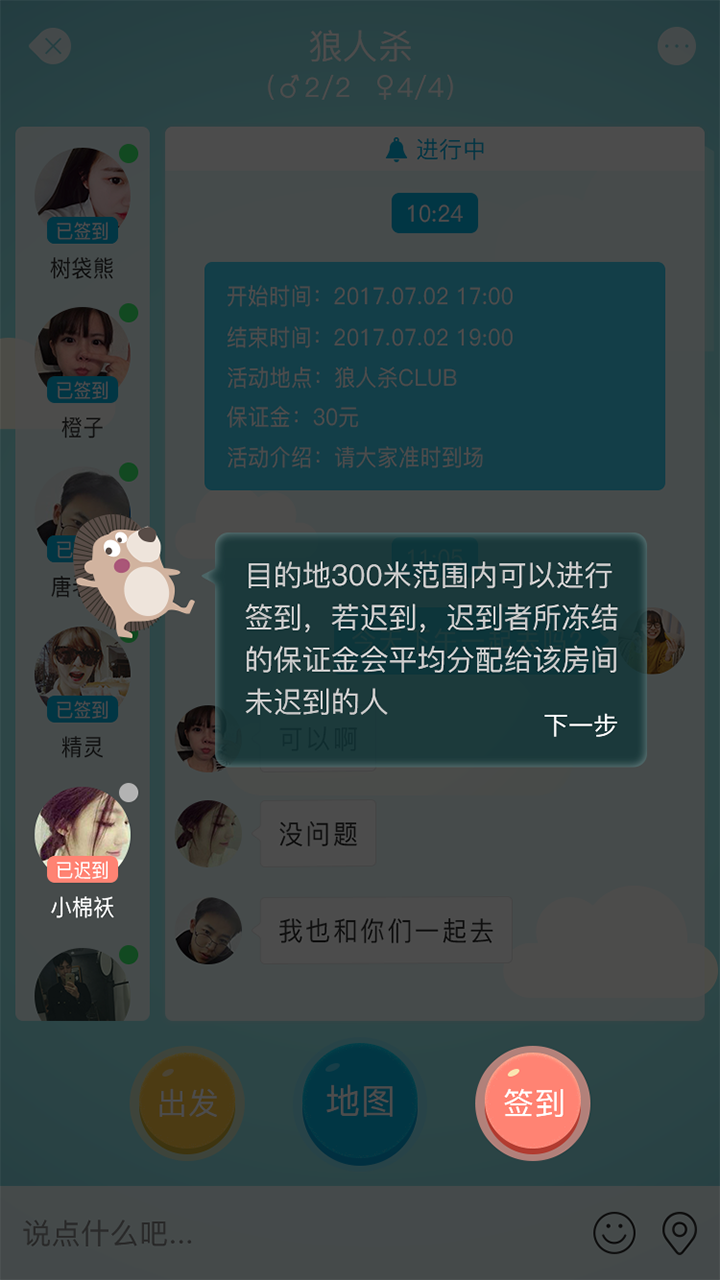 狼人杀
(♂2/2 ♀4/4)
进行中
10:24
已签到
树袋熊
开始时间：2017.07.02 17:00
结束时间：2017.07.02 19:00
活动地点：狼人杀CLUB
保证金：30元
活动介绍：请大家准时到场
已签到
橙子
11:05
目的地300米范围内可以进行
签到，若迟到，迟到者所冻结
的保证金会平均分配给该房间
未迟到的人
下一步
已签到
精灵
可以啊
没问题
已迟到
小棉袄
我也和你们一起去
出发
地图
签到
说点什么吧...